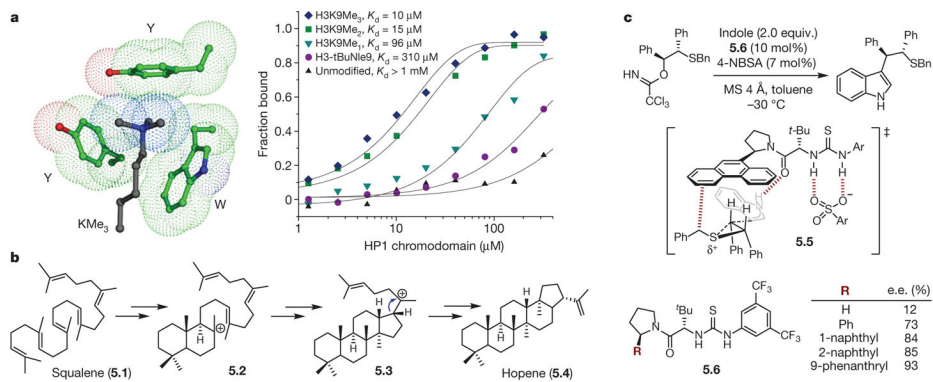 a
Y
Y
W
KMe3
H3K9Me3, Kd = 10 μM
H3K9Me2, Kd = 15 μM
H3K9Me1, Kd = 96 μM
H3-tBuNle9, Kd = 310 μM
Unmodified, Kd > 1 mM
Fraction bound
1.0
0.8
0.6
0.4
0.2
0
1
10
100
HP1 chromodomain (μM)
b
H
H
H
H
H
H
H
Squalene (5.1)
5.2
5.3
Hopene (5.4)
c
Ph
Ph
SBn
HN
O
CCl3
Indole (2.0 equiv.)
5.6 (10 mol%)
4-NBSA (7 mol%)
MS 4 Å, toluene
–30 °C
Ph
Ph
SBn
N
H
‡
t-Bu
S
N
O
N
N
Ar
H
H
H
N
O
O
–
S
O
Ar
H
H
Ph
S
δ+
Ph
Ph
5.5
t-Bu
S
CF3
N
N
H
N
H
CF3
R
O
5.6
R e.e. (%)
H 12
Ph 73
1-naphthyl 84
2-naphthyl 85
9-phenanthryl 93